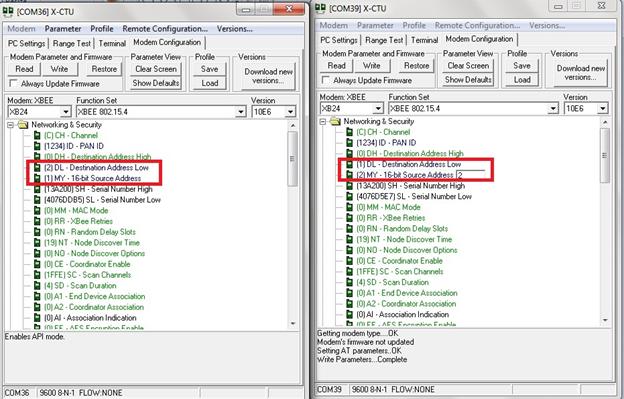 [COM36] X-CTU
Modem Parameter Profile Remote Configuration... Versions...
PC Settings Range Test Terminal Modem Configuration
Modem Parameter and Firmware Parameter View Profile Versions
Read Write Restore Clear Screen Save Download new versions...
Always Update Firmware Show Defaults Load
Modem: XBEE Function Set Version
XB24 XBEE 802.15.4 10E6
Networking & Security
(C) CH - Channel
(1234) ID - PAN ID
(0) DH - Destination Address High
(2) DL - Destination Address Low
(1) MY - 16-bit Source Address
(13A200) SH - Serial Number High
(4076DDB5) SL - Serial Number Low
(0) MM - MAC Mode
(0) RR - XBee Retries
(0) RN - Random Delay Slots
(19) NT - Node Discover Time
(0) NO - Node Discover Options
(0) CE - Coordinator Enable
(1FFE) SC - Scan Channels
(4) SD - Scan Duration
(0) A1 - End Device Association
(0) A2 - Coordinator Association
(0) AI - Association Indication
(0) EE - AES Encryption Enable
Enables API mode.
COM36 9600 8-N-1 FLOW:NONE
[COM39] X-CTU
Modem Parameter Profile Remote Configuration... Versions...
PC Settings Range Test Terminal Modem Configuration
Modem Parameter and Firmware Parameter View Profile Versions
Read Write Restore Clear Screen Save Download new versions...
Always Update Firmware Show Defaults Load
Modem: XBEE Function Set Version
XB24 XBEE 802.15.4 10E6
Networking & Security
(C) CH - Channel
(1234) ID - PAN ID
(0) DH - Destination Address High
(1) DL - Destination Address Low
(2) MY - 16-bit Source Address 2
(13A200) SH - Serial Number High
(4076D5E7) SL - Serial Number Low
(0) MM - MAC Mode
(0) RR - XBee Retries
(0) RN - Random Delay Slots
(19) NT - Node Discover Time
(0) NO - Node Discover Options
(0) CE - Coordinator Enable
(1FFE) SC - Scan Channels
(4) SD - Scan Duration
(0) A1 - End Device Association
(0) A2 - Coordinator Association
(0) AI - Association Indication
(0) EE - AES Encryption Enable
Getting modem type....OK
Modem's firmware not updated
Setting AT parameters..OK
Write Parameters...Complete
COM39 9600 8-N-1 FLOW:NONE